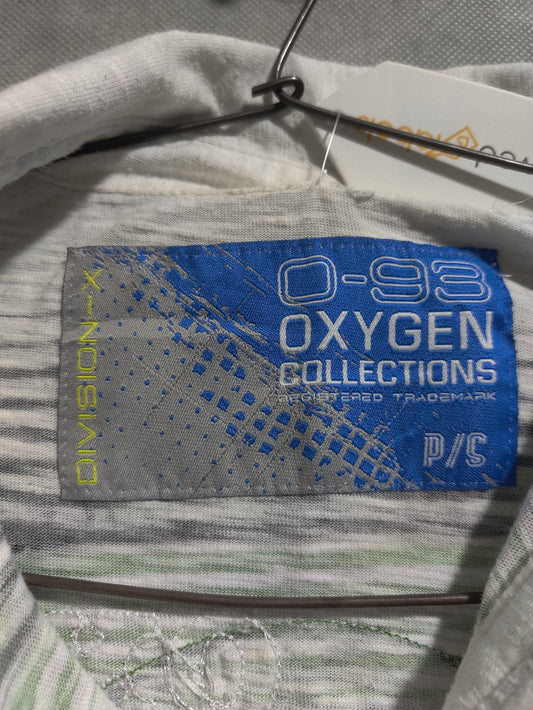 DIVISION-X
O-93
OXYGEN
COLLECTIONS
REGISTERED TRADEMARK
P/S